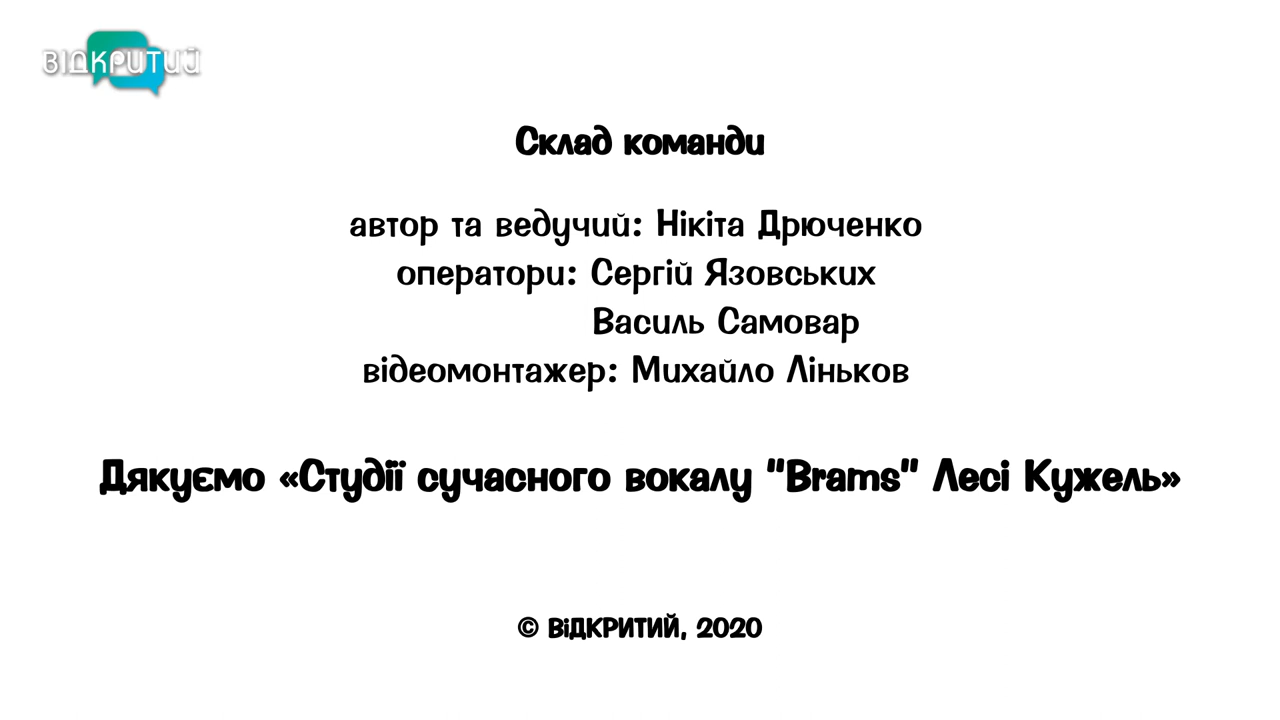 ВІДКРИТИЙ
Склад команди
автор та ведучий: Нікіта Дрюченко
оператори: Сергій Язовських
Василь Самовар
відеомонтажер: Михайло Ліньков
Дякуємо «Студії сучасного вокалу "Brams" Лесі Кужель»
© ВіДКРИТИЙ, 2020